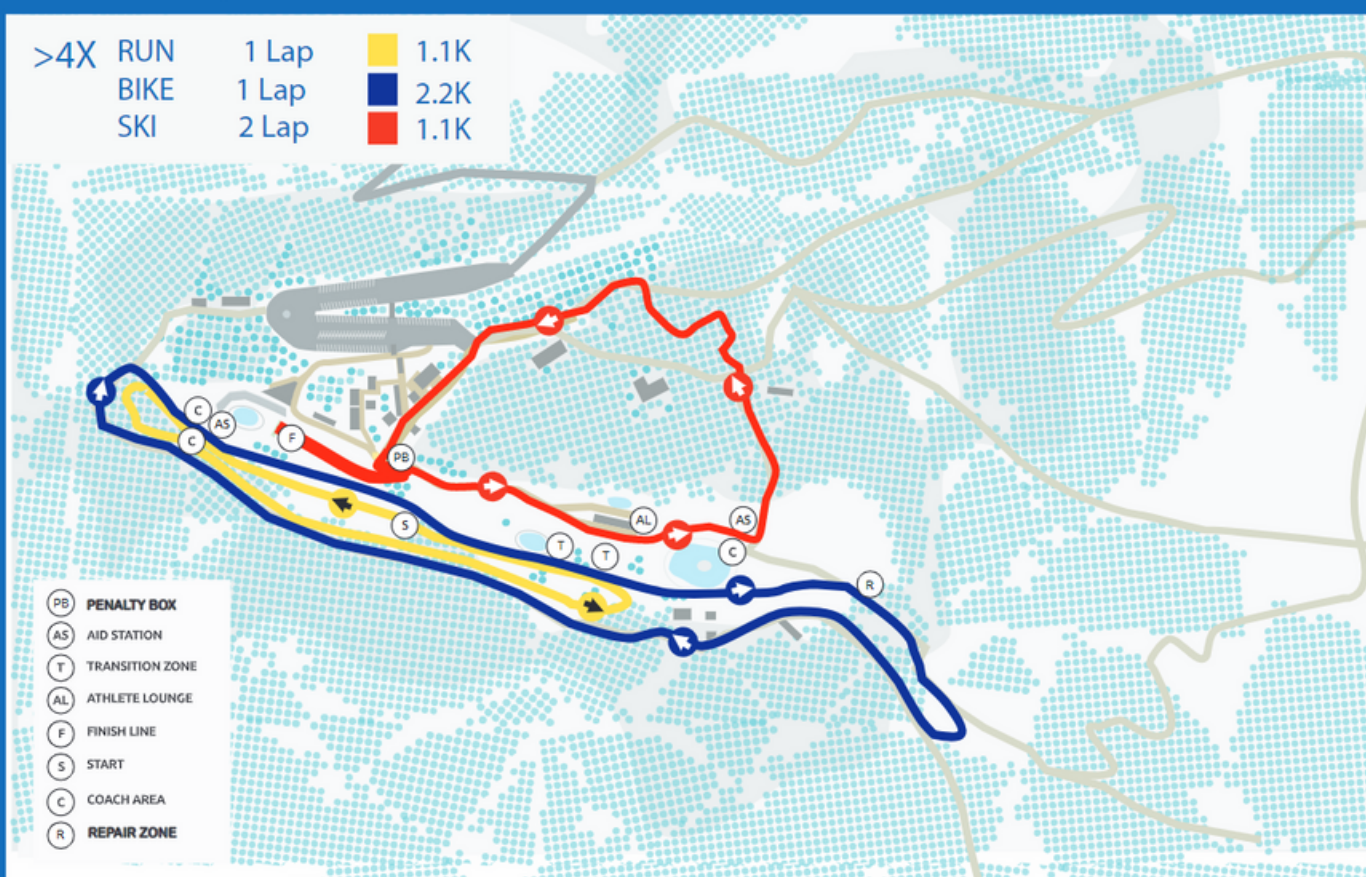 >4X RUN 1 Lap 1.1K
BIKE 1 Lap 2.2K
SKI 2 Lap 1.1K
C
AS
C
F
PB
S
AL
AS
T
T
C
R
PB PENALTY BOX
AS AID STATION
T TRANSITION ZONE
AL ATHLETE LOUNGE
F FINISH LINE
S START
C COACH AREA
R REPAIR ZONE